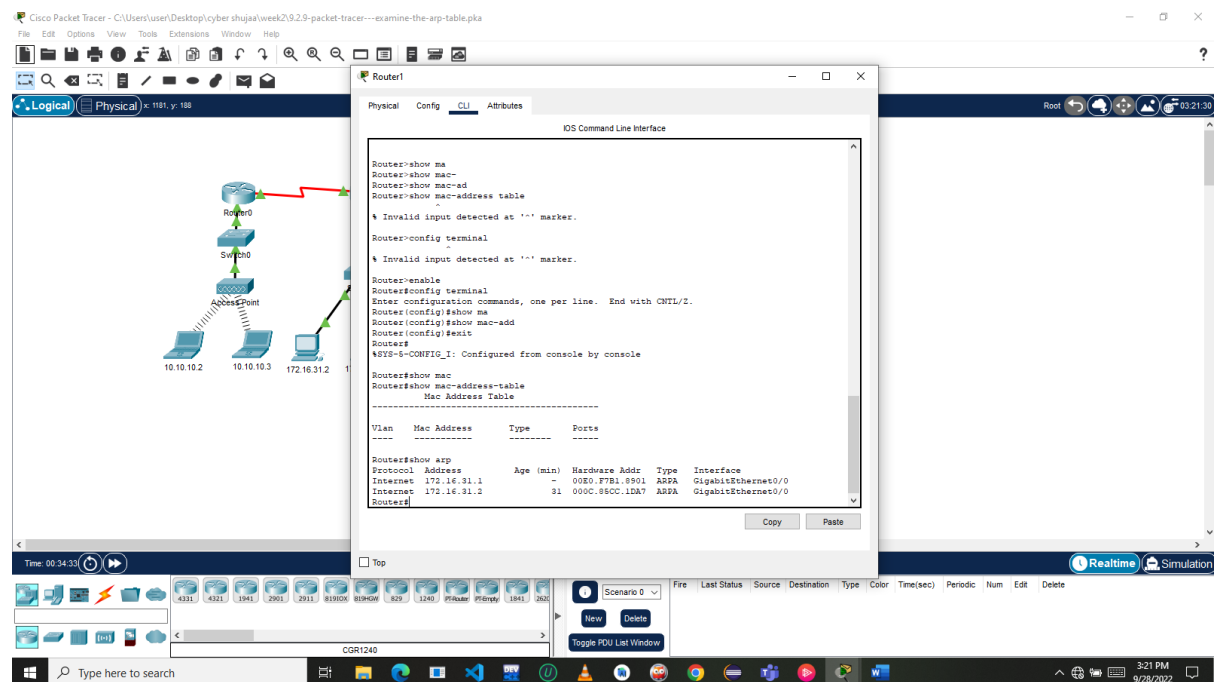 Cisco Packet Tracer - C:\Users\user\Desktop\cyber shujaa\week2\9.2.9-packet-tracer---examine-the-arp-table.pka
File Edit Options View Tools Extensions Window Help
?
Logical Physical x: 1181, y: 188
Root 03:21:30
Router0
Switch0
Access Point
10.10.10.2 10.10.10.3 172.16.31.2
Router1
Physical Config CLI Attributes
IOS Command Line Interface
Router>show ma
Router>show mac-
Router>show mac-ad
Router>show mac-address table
^
% Invalid input detected at '^' marker.
Router>config terminal
^
% Invalid input detected at '^' marker.
Router>enable
Router#config terminal
Enter configuration commands, one per line. End with CNTL/Z.
Router(config)#show ma
Router(config)#show mac-add
Router(config)#exit
Router#
%SYS-5-CONFIG_I: Configured from console by console
Router#show mac
Router#show mac-address-table
Mac Address Table
-------------------------------------------
Vlan Mac Address Type Ports
---- ----------- -------- -----
Router#show arp
Protocol Address Age (min) Hardware Addr Type Interface
Internet 172.16.31.1 - 00E0.F7B1.8901 ARPA GigabitEthernet0/0
Internet 172.16.31.2 31 000C.85CC.1DA7 ARPA GigabitEthernet0/0
Router#
Copy Paste
Top
Time: 00:34:33
Realtime Simulation
4331 4321 1941 2901 2911 819IOX 819HGW 829 1240 PT-Router PT-Empty 1841 262
CGR1240
Scenario 0
New Delete
Toggle PDU List Window
Fire Last Status Source Destination Type Color Time(sec) Periodic Num Edit Delete
Type here to search
3:21 PM
9/28/2022